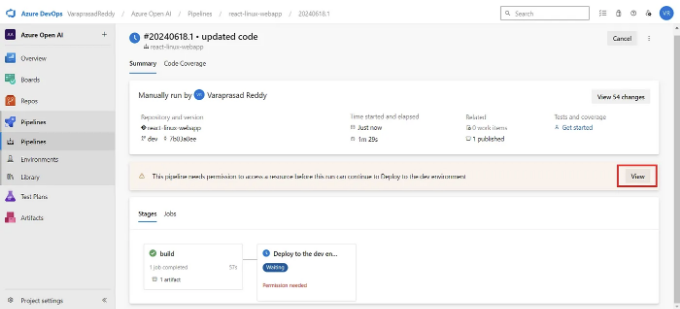 Azure DevOps VaraprasadReddy / Azure Open AI / Pipelines / react-linux-webapp / 20240618.1 Search VR
AI Azure Open AI +
#20240618.1 • updated code Cancel
react-linux-webapp
Overview
Summary Code Coverage
Boards
Manually run by VR Varaprasad Reddy View 54 changes
Repos
Pipelines
Repository and version Time started and elapsed Related Tests and coverage
react-linux-webapp Just now 0 work items Get started
dev 1m 29s 1 published
Pipelines
Environments
Library
This pipeline needs permission to access a resource before this run can continue to Deploy to the dev environment View
Test Plans
Artifacts
Stages Jobs
build Deploy to the dev en...
1 job completed 57s Waiting
1 artifact
Permission needed
Project settings